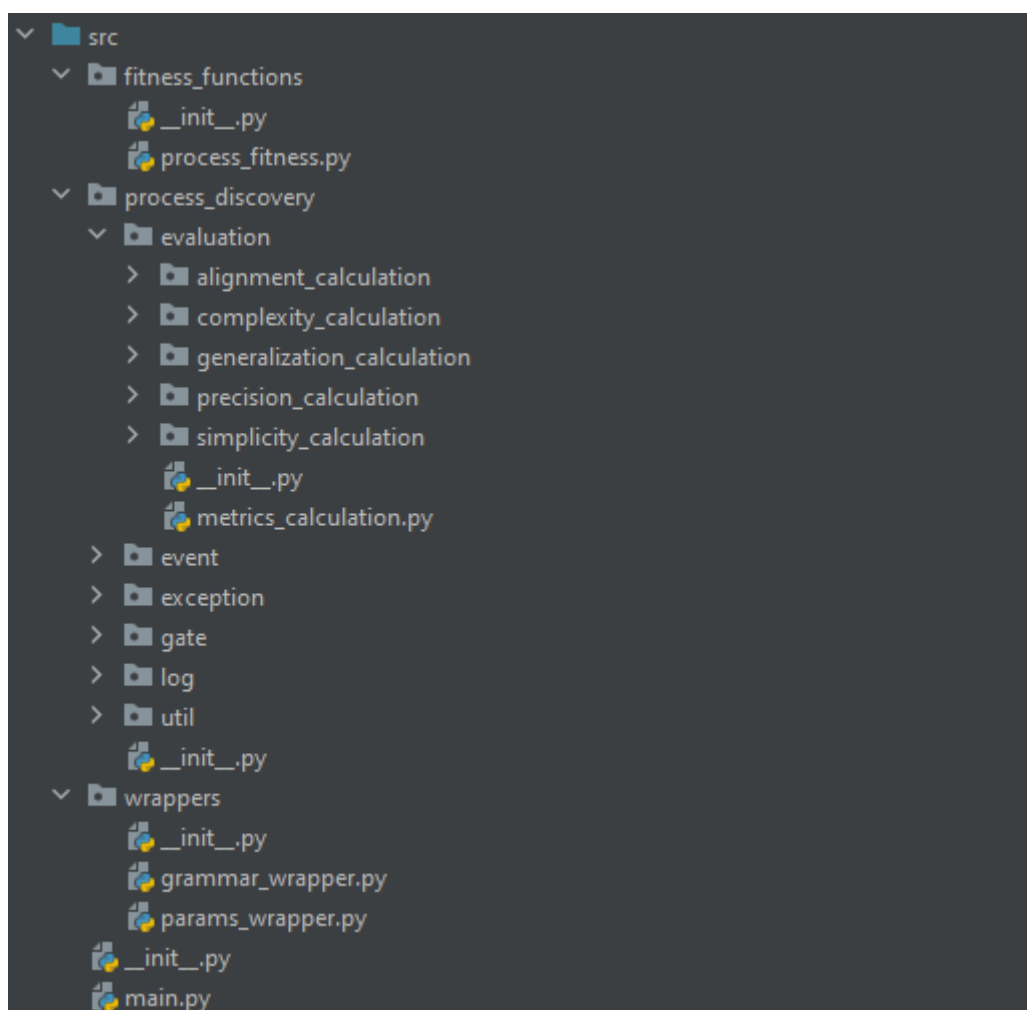 src
fitness_functions
__init__.py
process_fitness.py
process_discovery
evaluation
alignment_calculation
complexity_calculation
generalization_calculation
precision_calculation
simplicity_calculation
__init__.py
metrics_calculation.py
event
exception
gate
log
util
__init__.py
wrappers
__init__.py
grammar_wrapper.py
params_wrapper.py
__init__.py
main.py